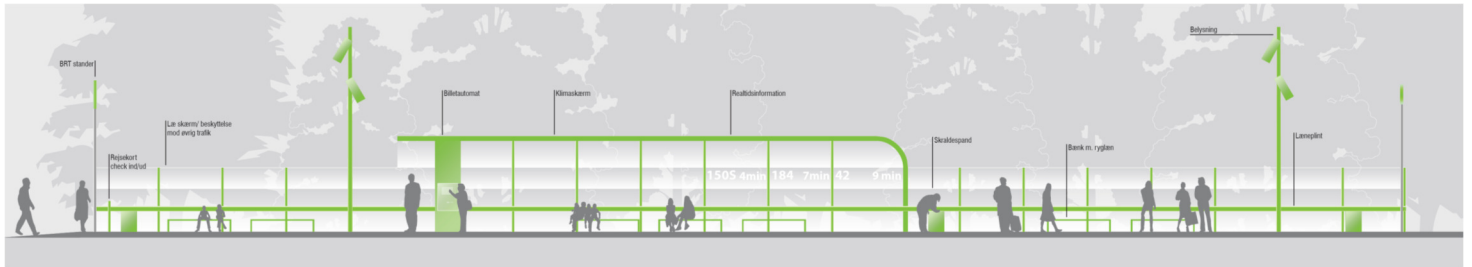 BRT stander
Belysning
Billetautomat
Klimaskærm
Realtidsinformation
Læ skærm/ beskyttelse
mod øvrig trafik
Rejsekort
check ind/ud
Skraldespand
Bænk m. ryglæn
Læneplint
150S 4min 184 7min 42 9 min